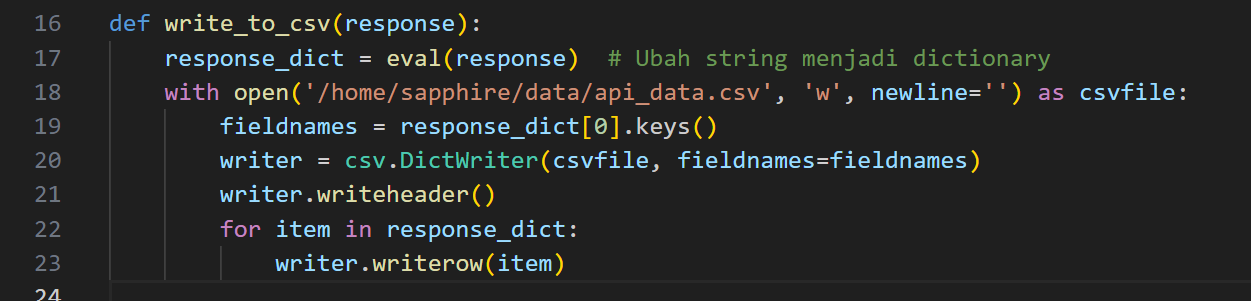 16 def write_to_csv(response):
17     response_dict = eval(response)  # Ubah string menjadi dictionary
18     with open('/home/sapphire/data/api_data.csv', 'w', newline='') as csvfile:
19         fieldnames = response_dict[0].keys()
20         writer = csv.DictWriter(csvfile, fieldnames=fieldnames)
21         writer.writeheader()
22         for item in response_dict:
23             writer.writerow(item)
24